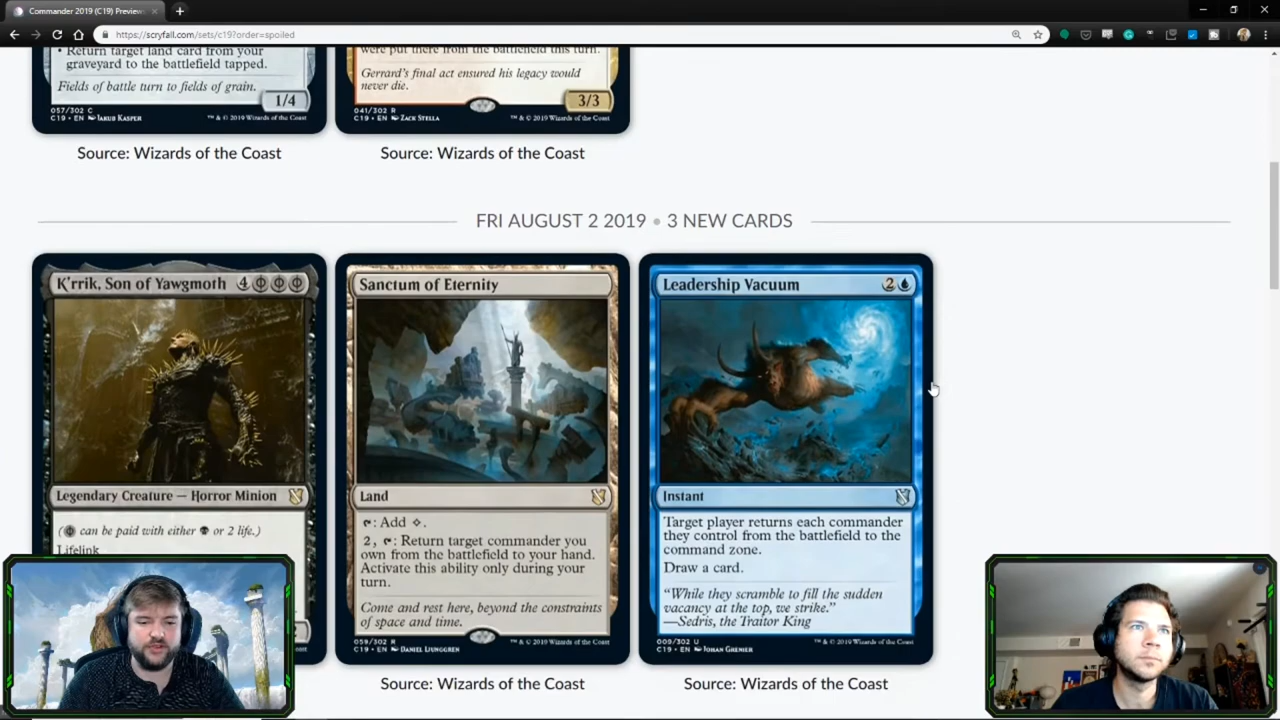 Commander 2019 (C19) Preview
https://scryfall.com/sets/c19?order=spoiled
• Return target land card from your
graveyard to the battlefield tapped.
Fields of battle turn to fields of grain.
1/4
057/302 C
C19 • EN Jakub Kasper
™ & © 2019 Wizards of the Coast
were put there from the battlefield this turn.
Gerrard's final act ensured his legacy would
never die.
3/3
041/302 R
C19 • EN Zack Stella
™ & © 2019 Wizards of the Coast
Source: Wizards of the Coast
Source: Wizards of the Coast
FRI AUGUST 2 2019 • 3 NEW CARDS
K'rrik, Son of Yawgmoth 4
Legendary Creature — Horror Minion
( can be paid with either or 2 life.)
Lifelink
Sanctum of Eternity
Land
: Add .
2, : Return target commander you
own from the battlefield to your hand.
Activate this ability only during your
turn.
Come and rest here, beyond the constraints
of space and time.
059/302 R
C19 • EN Daniel Ljunggren
™ & © 2019 Wizards of the Coast
Leadership Vacuum 2
Instant
Target player returns each commander
they control from the battlefield to the
command zone.
Draw a card.
"While they scramble to fill the sudden
vacancy at the top, we strike."
—Sedris, the Traitor King
009/302 U
C19 • EN Johan Grenier
™ & © 2019 Wizards of the Coast
Source: Wizards of the Coast
Source: Wizards of the Coast